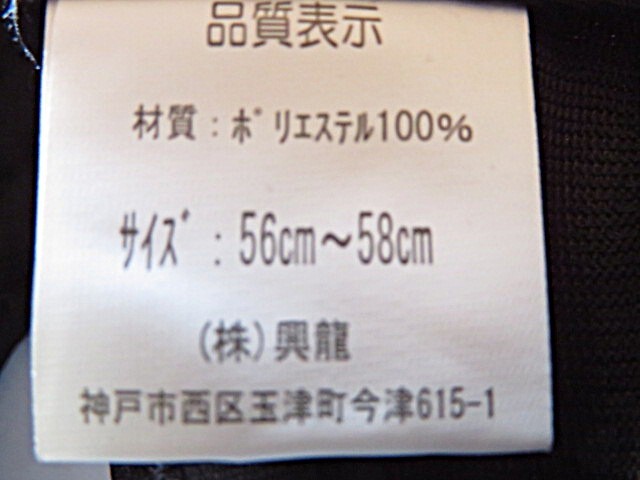 品質表示
材質：ﾎﾟﾘｴｽﾃﾙ100%
ｻｲｽﾞ：56cm～58cm
(株)興龍
神戸市西区玉津町今津615-1